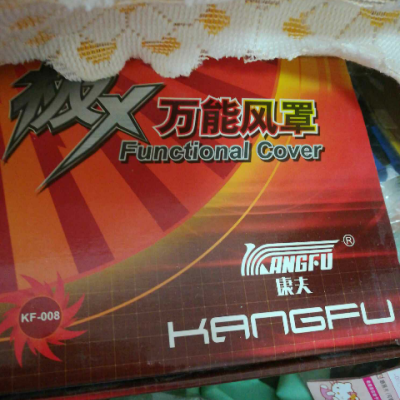 极X 万能风罩
Functional Cover
KANGFU®
康夫
KF-008
KANGFU